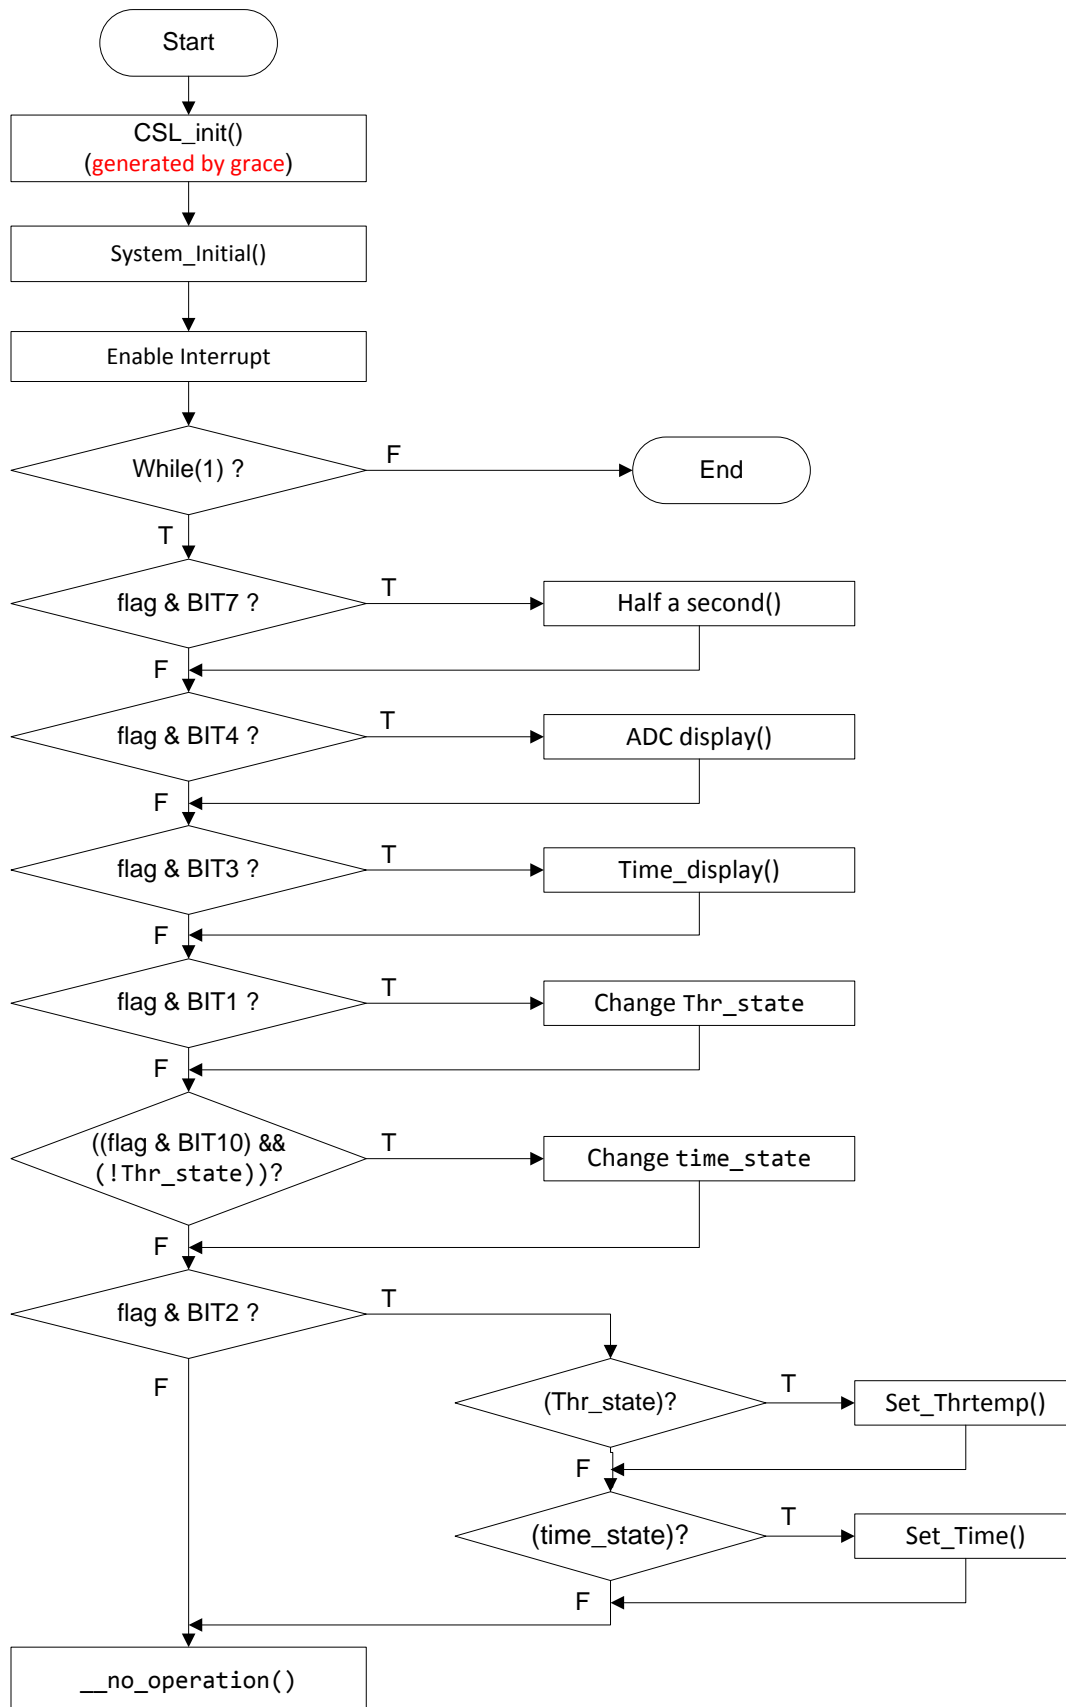 Start
CSL_init()
(generated by grace)
System_Initial()
Enable Interrupt
While(1) ?
F
End
T
flag & BIT7 ?
T
Half a second()
F
flag & BIT4 ?
T
ADC display()
F
flag & BIT3 ?
T
Time_display()
F
flag & BIT1 ?
T
Change Thr_state
F
((flag & BIT10) &&
(!Thr_state))?
T
Change time_state
F
flag & BIT2 ?
T
F
(Thr_state)?
T
Set_Thrtemp()
F
(time_state)?
T
Set_Time()
F
__no_operation()